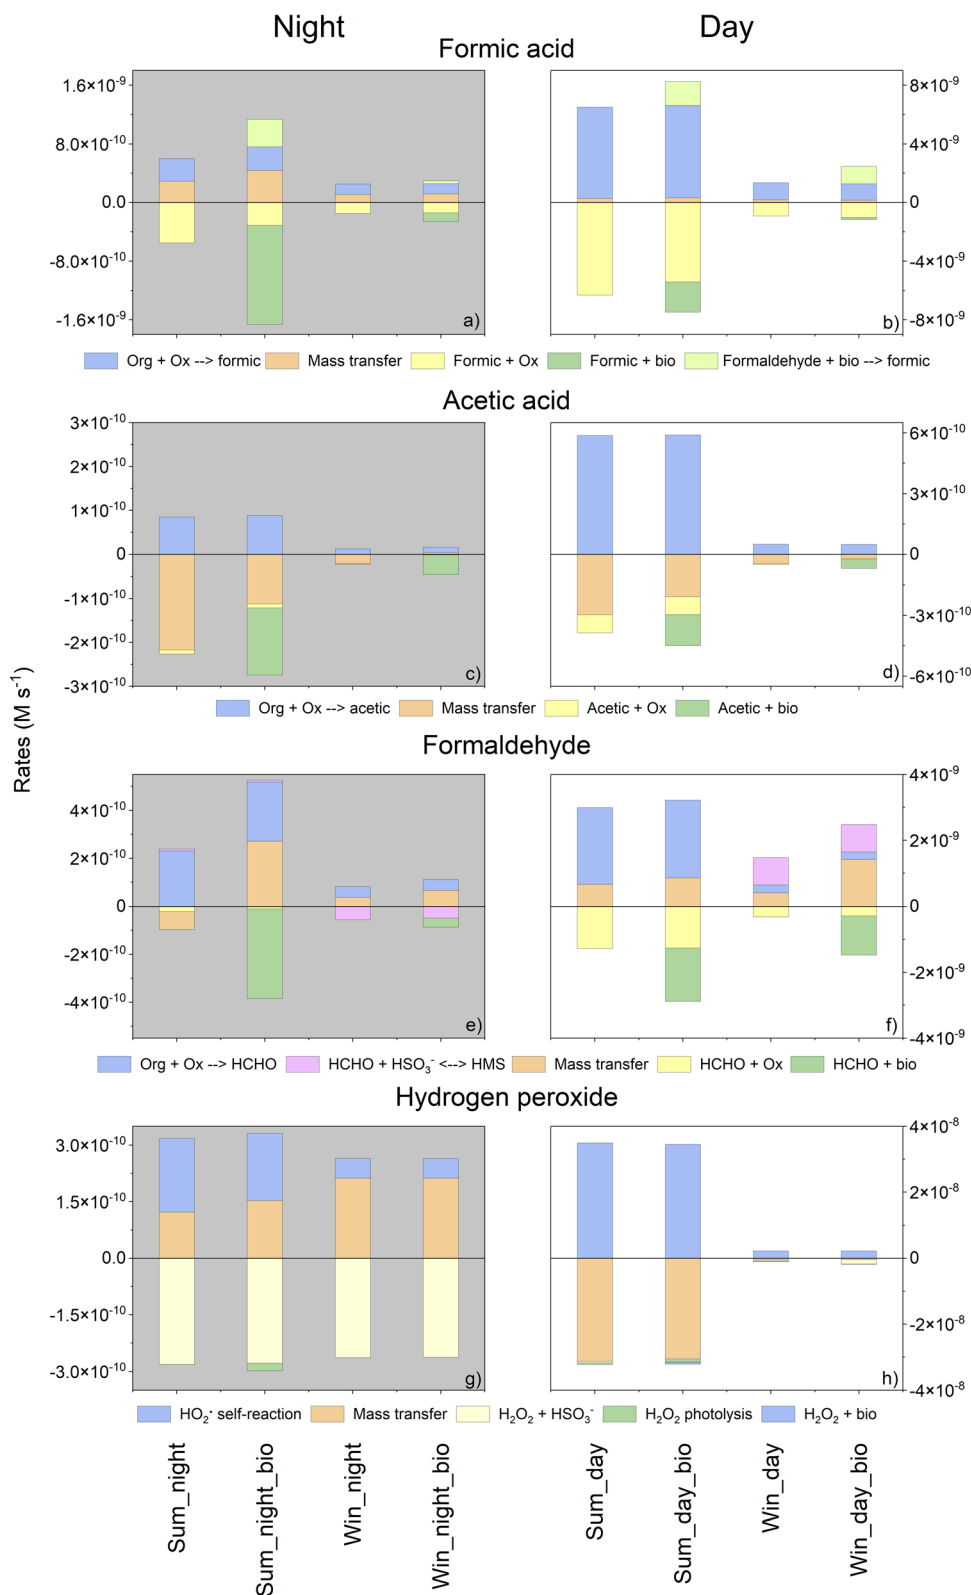 Night Day
Formic acid
1.6×10⁻⁹
8.0×10⁻¹⁰
0.0
-8.0×10⁻¹⁰
-1.6×10⁻⁹
a)
8×10⁻⁹
4×10⁻⁹
0
-4×10⁻⁹
-8×10⁻⁹
b)
Org + Ox --> formic Mass transfer Formic + Ox Formic + bio Formaldehyde + bio --> formic
Acetic acid
3×10⁻¹⁰
2×10⁻¹⁰
1×10⁻¹⁰
0
-1×10⁻¹⁰
-2×10⁻¹⁰
-3×10⁻¹⁰
c)
6×10⁻¹⁰
3×10⁻¹⁰
0
-3×10⁻¹⁰
-6×10⁻¹⁰
d)
Org + Ox --> acetic Mass transfer Acetic + Ox Acetic + bio
Rates (M s⁻¹)
Formaldehyde
4×10⁻¹⁰
2×10⁻¹⁰
0
-2×10⁻¹⁰
-4×10⁻¹⁰
e)
4×10⁻⁹
2×10⁻⁹
0
-2×10⁻⁹
-4×10⁻⁹
f)
Org + Ox --> HCHO HCHO + HSO₃⁻ <--> HMS Mass transfer HCHO + Ox HCHO + bio
Hydrogen peroxide
3.0×10⁻¹⁰
1.5×10⁻¹⁰
0.0
-1.5×10⁻¹⁰
-3.0×10⁻¹⁰
g)
4×10⁻⁸
2×10⁻⁸
0
-2×10⁻⁸
-4×10⁻⁸
h)
HO₂· self-reaction Mass transfer H₂O₂ + HSO₃⁻ H₂O₂ photolysis H₂O₂ + bio
Sum_night
Sum_night_bio
Win_night
Win_night_bio
Sum_day
Sum_day_bio
Win_day
Win_day_bio